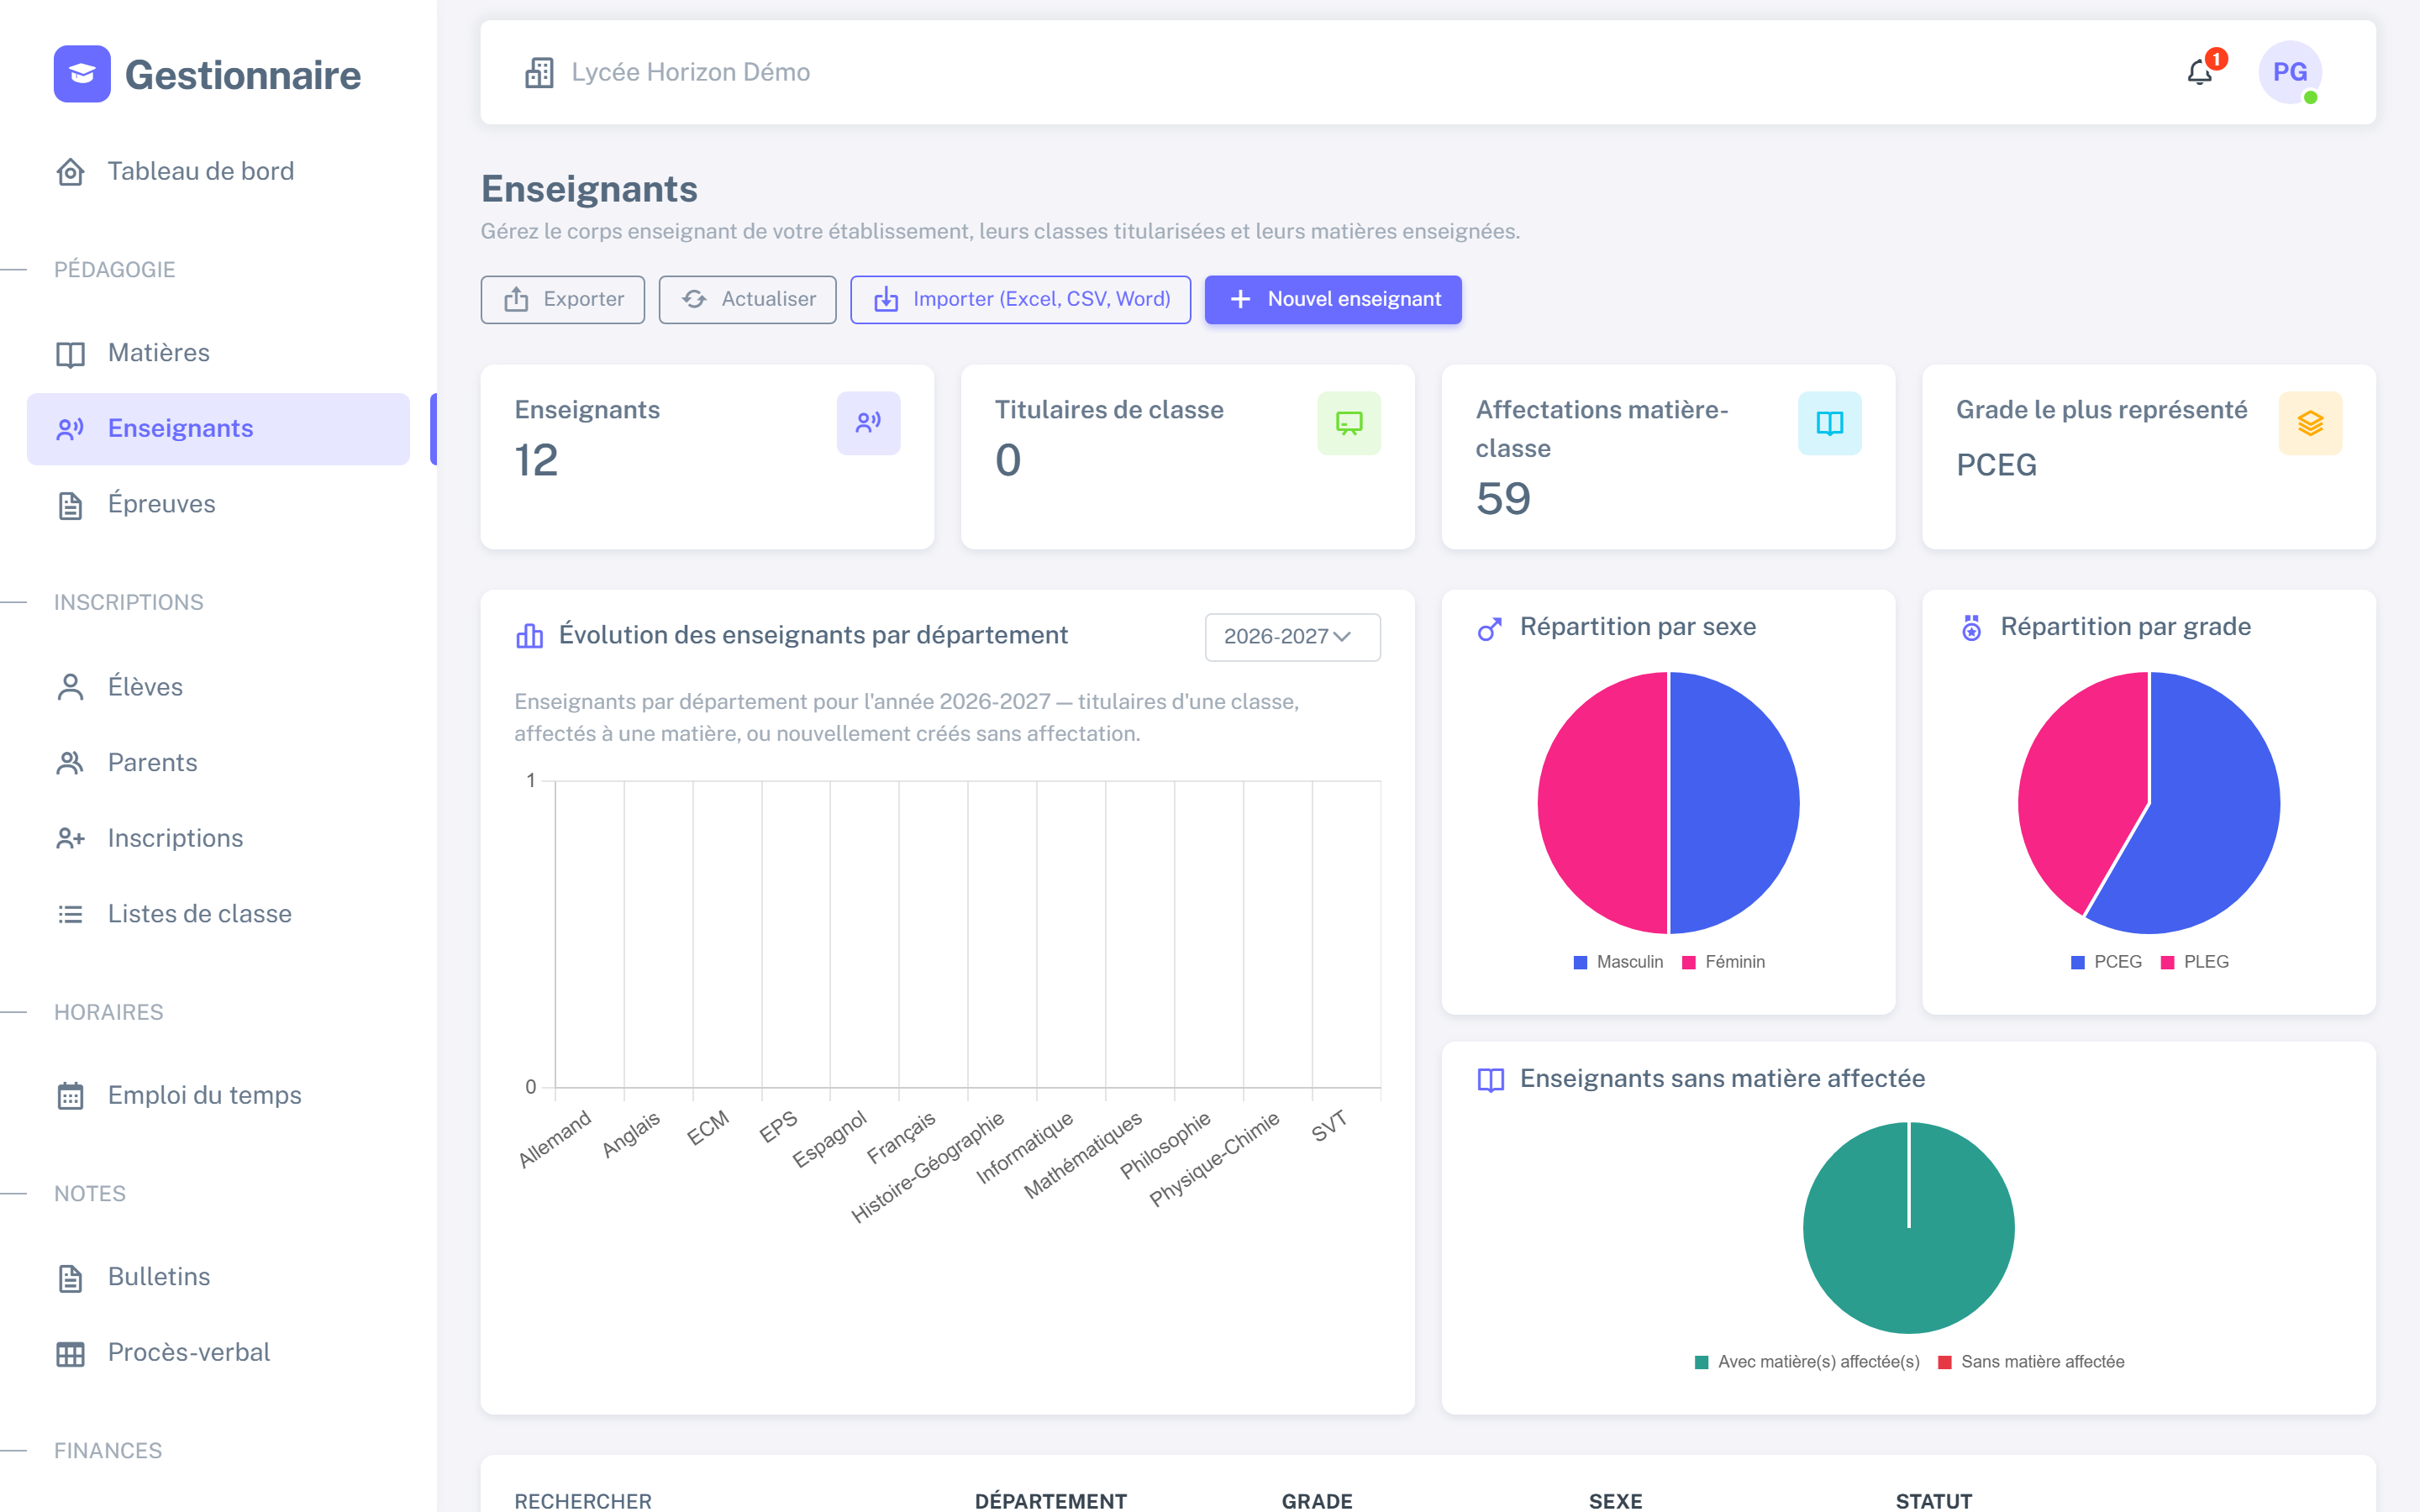 Gestionnaire
Tableau de bord
PÉDAGOGIE
Matières
Enseignants
Épreuves
INSCRIPTIONS
Élèves
Parents
Inscriptions
Listes de classe
HORAIRES
Emploi du temps
NOTES
Bulletins
Procès-verbal
FINANCES
Lycée Horizon Démo
1
PG
Enseignants
Gérez le corps enseignant de votre établissement, leurs classes titularisées et leurs matières enseignées.
Exporter
Actualiser
Importer (Excel, CSV, Word)
Nouvel enseignant
Enseignants
12
Titulaires de classe
0
Affectations matière-
classe
59
Grade le plus représenté
PCEG
Évolution des enseignants par département
2026-2027
Enseignants par département pour l'année 2026-2027 — titulaires d'une classe,
affectés à une matière, ou nouvellement créés sans affectation.
1
0
Allemand
Anglais
ECM
EPS
Espagnol
Français
Histoire-Géographie
Informatique
Mathématiques
Philosophie
Physique-Chimie
SVT
Répartition par sexe
Masculin
Féminin
Répartition par grade
PCEG
PLEG
Enseignants sans matière affectée
Avec matière(s) affectée(s)
Sans matière affectée
RECHERCHER
DÉPARTEMENT
GRADE
SEXE
STATUT